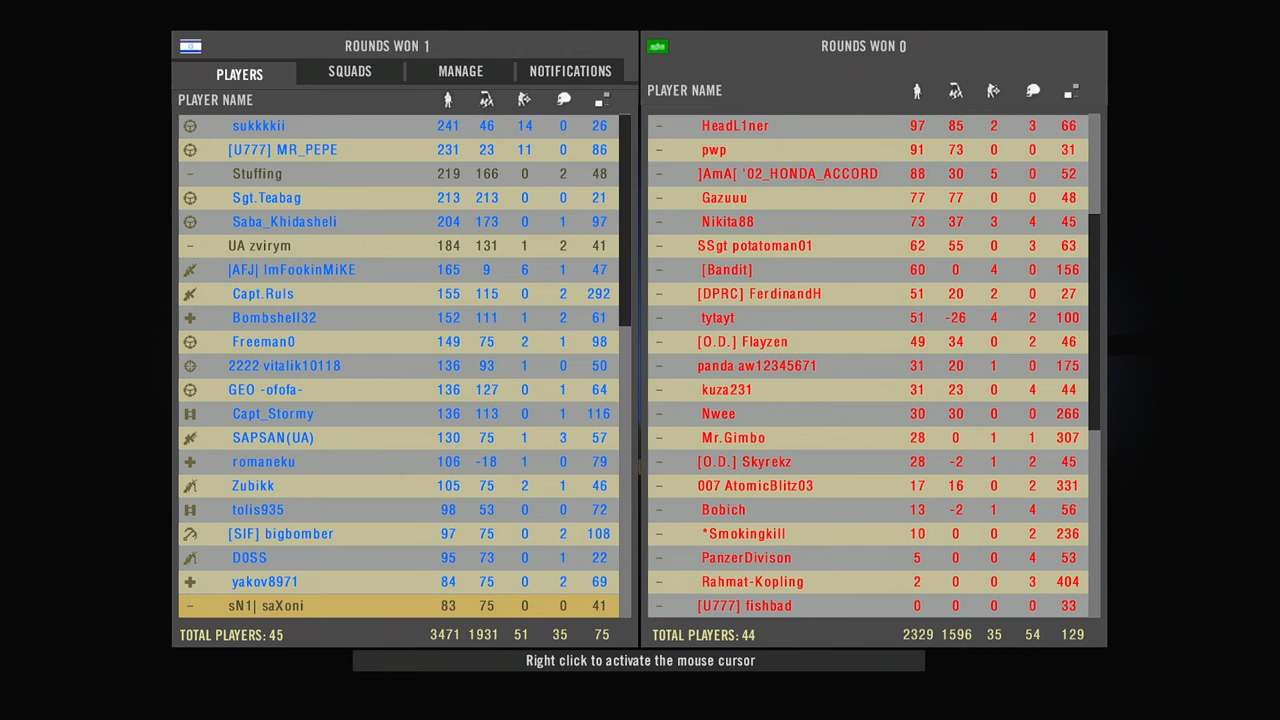 ROUNDS WON 1
PLAYERS SQUADS MANAGE NOTIFICATIONS
PLAYER NAME
sukkkkii 241 46 14 0 26
[U777] MR_PEPE 231 23 11 0 86
Stuffing 219 166 0 2 48
Sgt.Teabag 213 213 0 0 21
Saba_Khidasheli 204 173 0 1 97
UA zvirym 184 131 1 2 41
|AFJ| ImFookinMiKE 165 9 6 1 47
Capt.Ruls 155 115 0 2 292
Bombshell32 152 111 1 2 61
Freeman0 149 75 2 1 98
2222 vitalik10118 136 93 1 0 50
GEO -ofofa- 136 127 0 1 64
Capt_Stormy 136 113 0 1 116
SAPSAN(UA) 130 75 1 3 57
romaneku 106 -18 1 0 79
Zubikk 105 75 2 1 46
tolis935 98 53 0 0 72
[SIF] bigbomber 97 75 0 2 108
D0SS 95 73 0 1 22
yakov8971 84 75 0 2 69
sN1| saXoni 83 75 0 0 41
TOTAL PLAYERS: 45 3471 1931 51 35 75
ROUNDS WON 0
PLAYER NAME
HeadL1ner 97 85 2 3 66
pwp 91 73 0 0 31
]AmA[ '02_HONDA_ACCORD 88 30 5 0 52
Gazuuu 77 77 0 0 48
Nikita88 73 37 3 4 45
SSgt potatoman01 62 55 0 3 63
[Bandit] 60 0 4 0 156
[DPRC] FerdinandH 51 20 2 0 27
tytayt 51 -26 4 2 100
[O.D.] Flayzen 49 34 0 2 46
panda aw12345671 31 20 1 0 175
kuza231 31 23 0 4 44
Nwee 30 30 0 0 266
Mr.Gimbo 28 0 1 1 307
[O.D.] Skyrekz 28 -2 1 2 45
007 AtomicBlitz03 17 16 0 2 331
Bobich 13 -2 1 4 56
*Smokingkill 10 0 0 2 236
PanzerDivison 5 0 0 4 53
Rahmat-Kopling 2 0 0 3 404
[U777] fishbad 0 0 0 0 33
TOTAL PLAYERS: 44 2329 1596 35 54 129
Right click to activate the mouse cursor